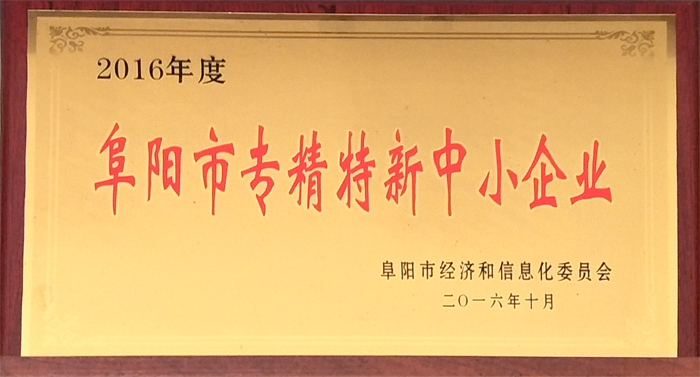 2016年度
阜阳市专精特新中小企业
阜阳市经济和信息化委员会
二〇一六年十月